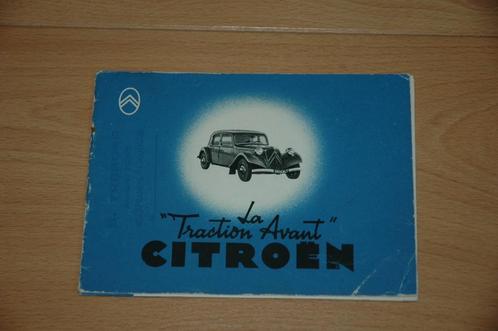 La
"Traction Avant"
CITROËN